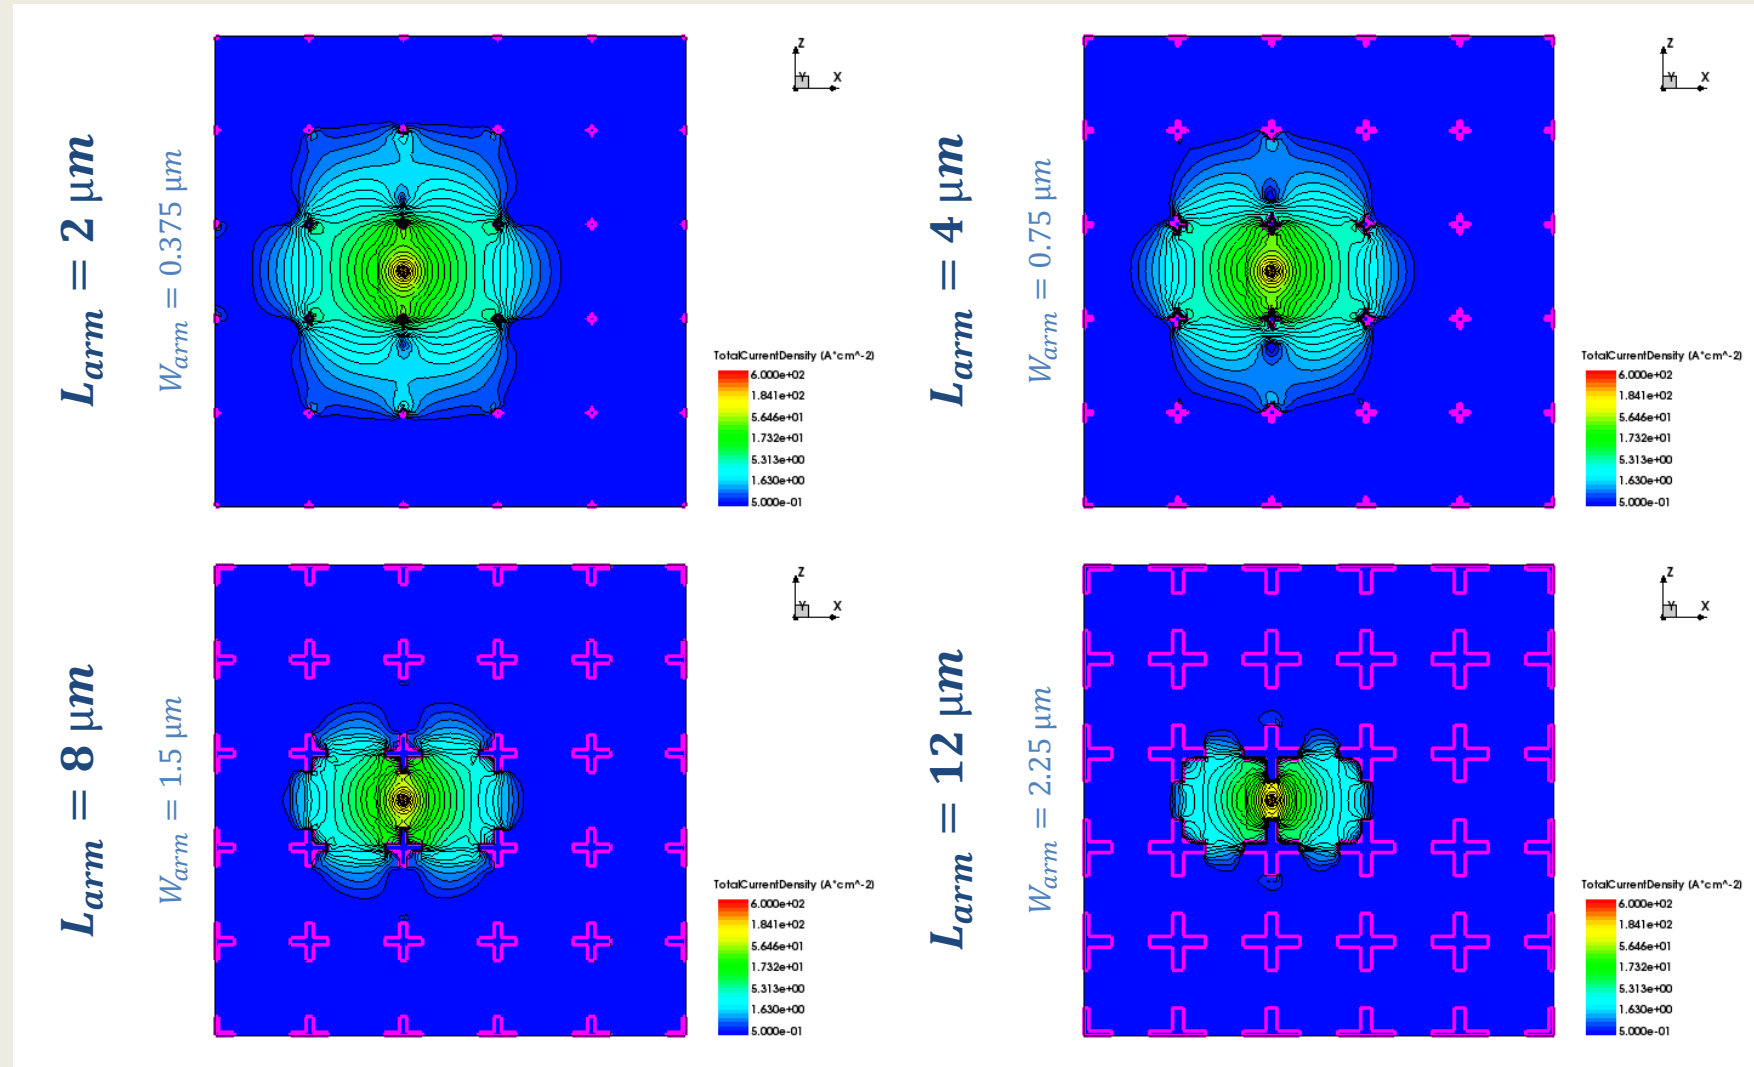 L_arm = 2 μm
W_arm = 0.375 μm
Z
Y X
TotalCurrentDensity (A*cm^-2)
6.000e+02
1.841e+02
5.646e+01
1.732e+01
5.313e+00
1.630e+00
5.000e-01
L_arm = 4 μm
W_arm = 0.75 μm
Z
Y X
TotalCurrentDensity (A*cm^-2)
6.000e+02
1.841e+02
5.646e+01
1.732e+01
5.313e+00
1.630e+00
5.000e-01
L_arm = 8 μm
W_arm = 1.5 μm
Z
Y X
TotalCurrentDensity (A*cm^-2)
6.000e+02
1.841e+02
5.646e+01
1.732e+01
5.313e+00
1.630e+00
5.000e-01
L_arm = 12 μm
W_arm = 2.25 μm
Z
Y X
TotalCurrentDensity (A*cm^-2)
6.000e+02
1.841e+02
5.646e+01
1.732e+01
5.313e+00
1.630e+00
5.000e-01